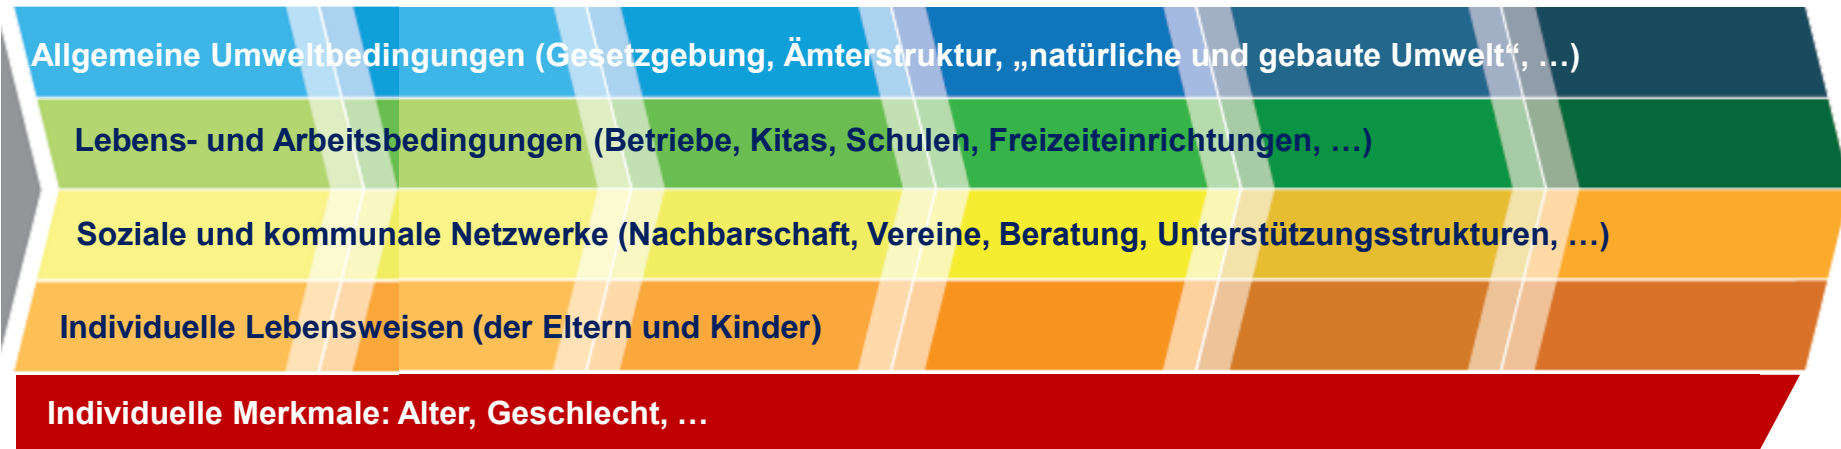 Allgemeine Umweltbedingungen (Gesetzgebung, Ämterstruktur, „natürliche und gebaute Umwelt“, …)
Lebens- und Arbeitsbedingungen (Betriebe, Kitas, Schulen, Freizeiteinrichtungen, …)
Soziale und kommunale Netzwerke (Nachbarschaft, Vereine, Beratung, Unterstützungsstrukturen, …)
Individuelle Lebensweisen (der Eltern und Kinder)
Individuelle Merkmale: Alter, Geschlecht, …